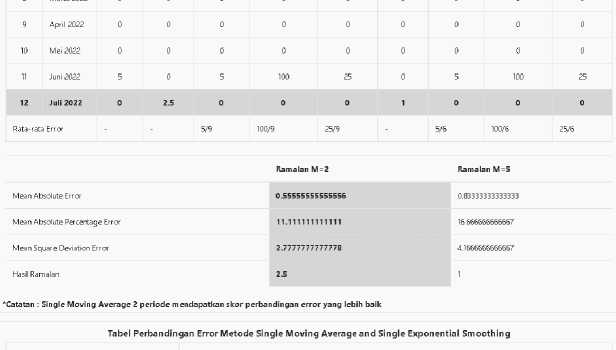 9 April 2022 0 0 0 0 0 0 0 0 0
10 Mei 2022 0 0 0 0 0 0 0 0 0
11 Juni 2022 5 0 5 100 25 0 5 100 25
12 Juli 2022 0 2.5 0 0 0 1 0 0 0
Rata-rata Error - - 5/9 100/9 25/9 - 5/6 100/6 25/6
Ramalan M=2 Ramalan M=5
Mean Absolute Error 0.55555555555556 0.83333333333333
Mean Absolute Percentage Error 11.111111111111 16.666666666667
Mean Square Deviation Error 2.7777777777778 4.1666666666667
Hasil Ramalan 2.5 1
*Catatan : Single Moving Average 2 periode mendapatkan skor perbandingan error yang lebih baik
Tabel Perbandingan Error Metode Single Moving Average and Single Exponential Smoothing